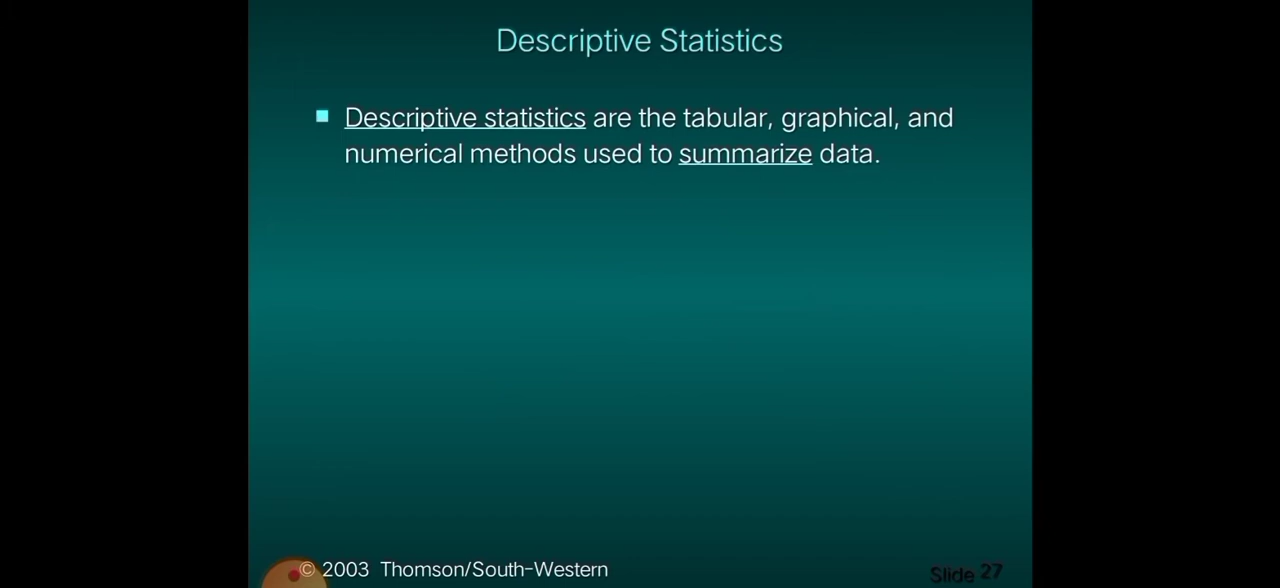 Descriptive Statistics
■ Descriptive statistics are the tabular, graphical, and
numerical methods used to summarize data.
© 2003 Thomson/South-Western
Slide 27